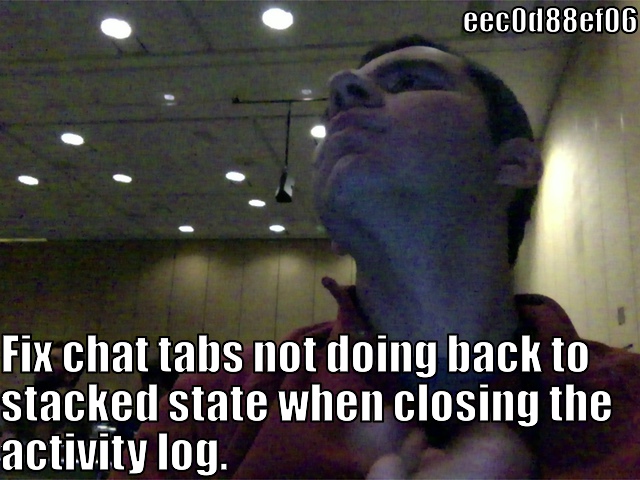 eec0d88ef06
Fix chat tabs not doing back to
stacked state when closing the
activity log.